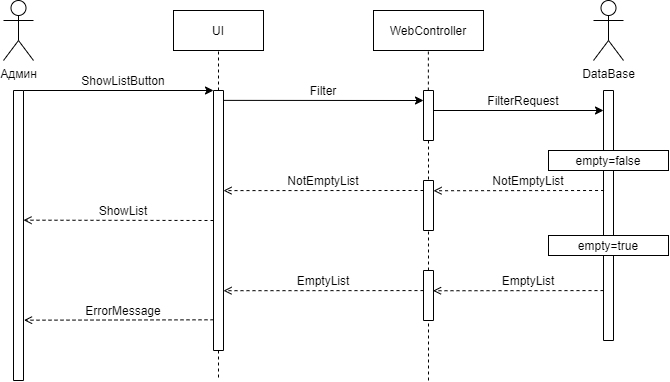 UI
WebController
Админ
DataBase
ShowListButton
Filter
FilterRequest
empty=false
NotEmptyList
NotEmptyList
ShowList
empty=true
EmptyList
EmptyList
ErrorMessage